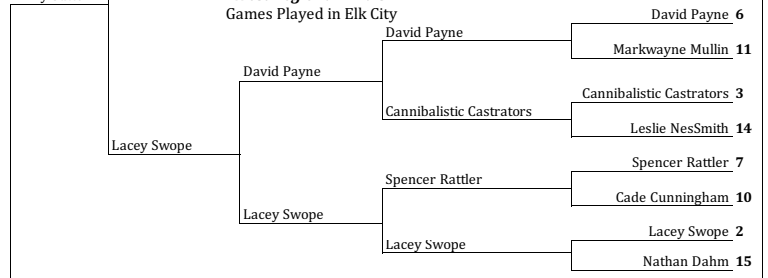 Games Played in Elk City
David Payne 6
David Payne
Markwayne Mullin 11
David Payne
Cannibalistic Castrators 3
Cannibalistic Castrators
Leslie NesSmith 14
Lacey Swope
Spencer Rattler 7
Spencer Rattler
Cade Cunningham 10
Lacey Swope
Lacey Swope 2
Lacey Swope
Nathan Dahm 15